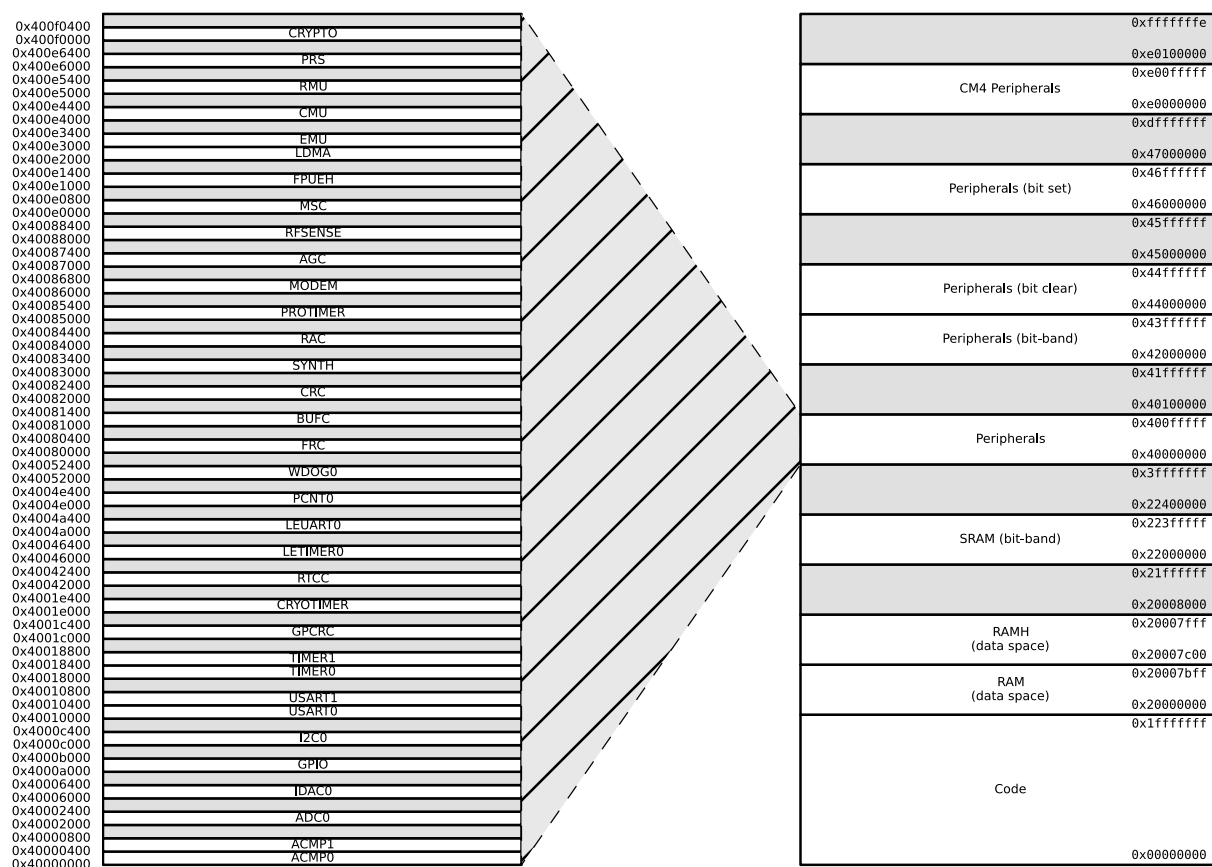 0x400f0400
CRYPTO
0x400f0000
0x400e6400
PRS
0x400e6000
0x400e5400
RMU
0x400e5000
0x400e4400
CMU
0x400e4000
0x400e3400
EMU
0x400e3000
LDMA
0x400e2000
0x400e1400
FPUEH
0x400e1000
0x400e0800
MSC
0x400e0000
0x40088400
RFSENSE
0x40088000
0x40087400
AGC
0x40087000
0x40086800
MODEM
0x40086000
0x40085400
PROTIMER
0x40085000
0x40084400
RAC
0x40084000
0x40083400
SYNTH
0x40083000
0x40082400
CRC
0x40082000
0x40081400
BUFC
0x40081000
0x40080400
FRC
0x40080000
0x40052400
WDOG0
0x40052000
0x4004e400
PCNT0
0x4004e000
0x4004a400
LEUART0
0x4004a000
0x40046400
LETIMER0
0x40046000
0x40042400
RTCC
0x40042000
0x4001e400
CRYOTIMER
0x4001e000
0x4001c400
GPCRC
0x4001c000
0x40018800
TIMER1
0x40018400
TIMER0
0x40018000
0x40010800
USART1
0x40010400
USART0
0x40010000
0x4000c400
I2C0
0x4000c000
0x4000b000
GPIO
0x4000a000
0x40006400
IDAC0
0x40006000
0x40002400
ADC0
0x40002000
0x40000800
ACMP1
0x40000400
ACMP0
0x40000000
0xfffffffe
0xe0100000
0xe00fffff
CM4 Peripherals
0xe0000000
0xdfffffff
0x47000000
0x46ffffff
Peripherals (bit set)
0x46000000
0x45ffffff
0x45000000
0x44ffffff
Peripherals (bit clear)
0x44000000
0x43ffffff
Peripherals (bit-band)
0x42000000
0x41ffffff
0x40100000
0x400fffff
Peripherals
0x40000000
0x3fffffff
0x22400000
0x223fffff
SRAM (bit-band)
0x22000000
0x21ffffff
0x20008000
0x20007fff
RAMH
(data space)
0x20007c00
0x20007bff
RAM
(data space)
0x20000000
0x1fffffff
Code
0x00000000